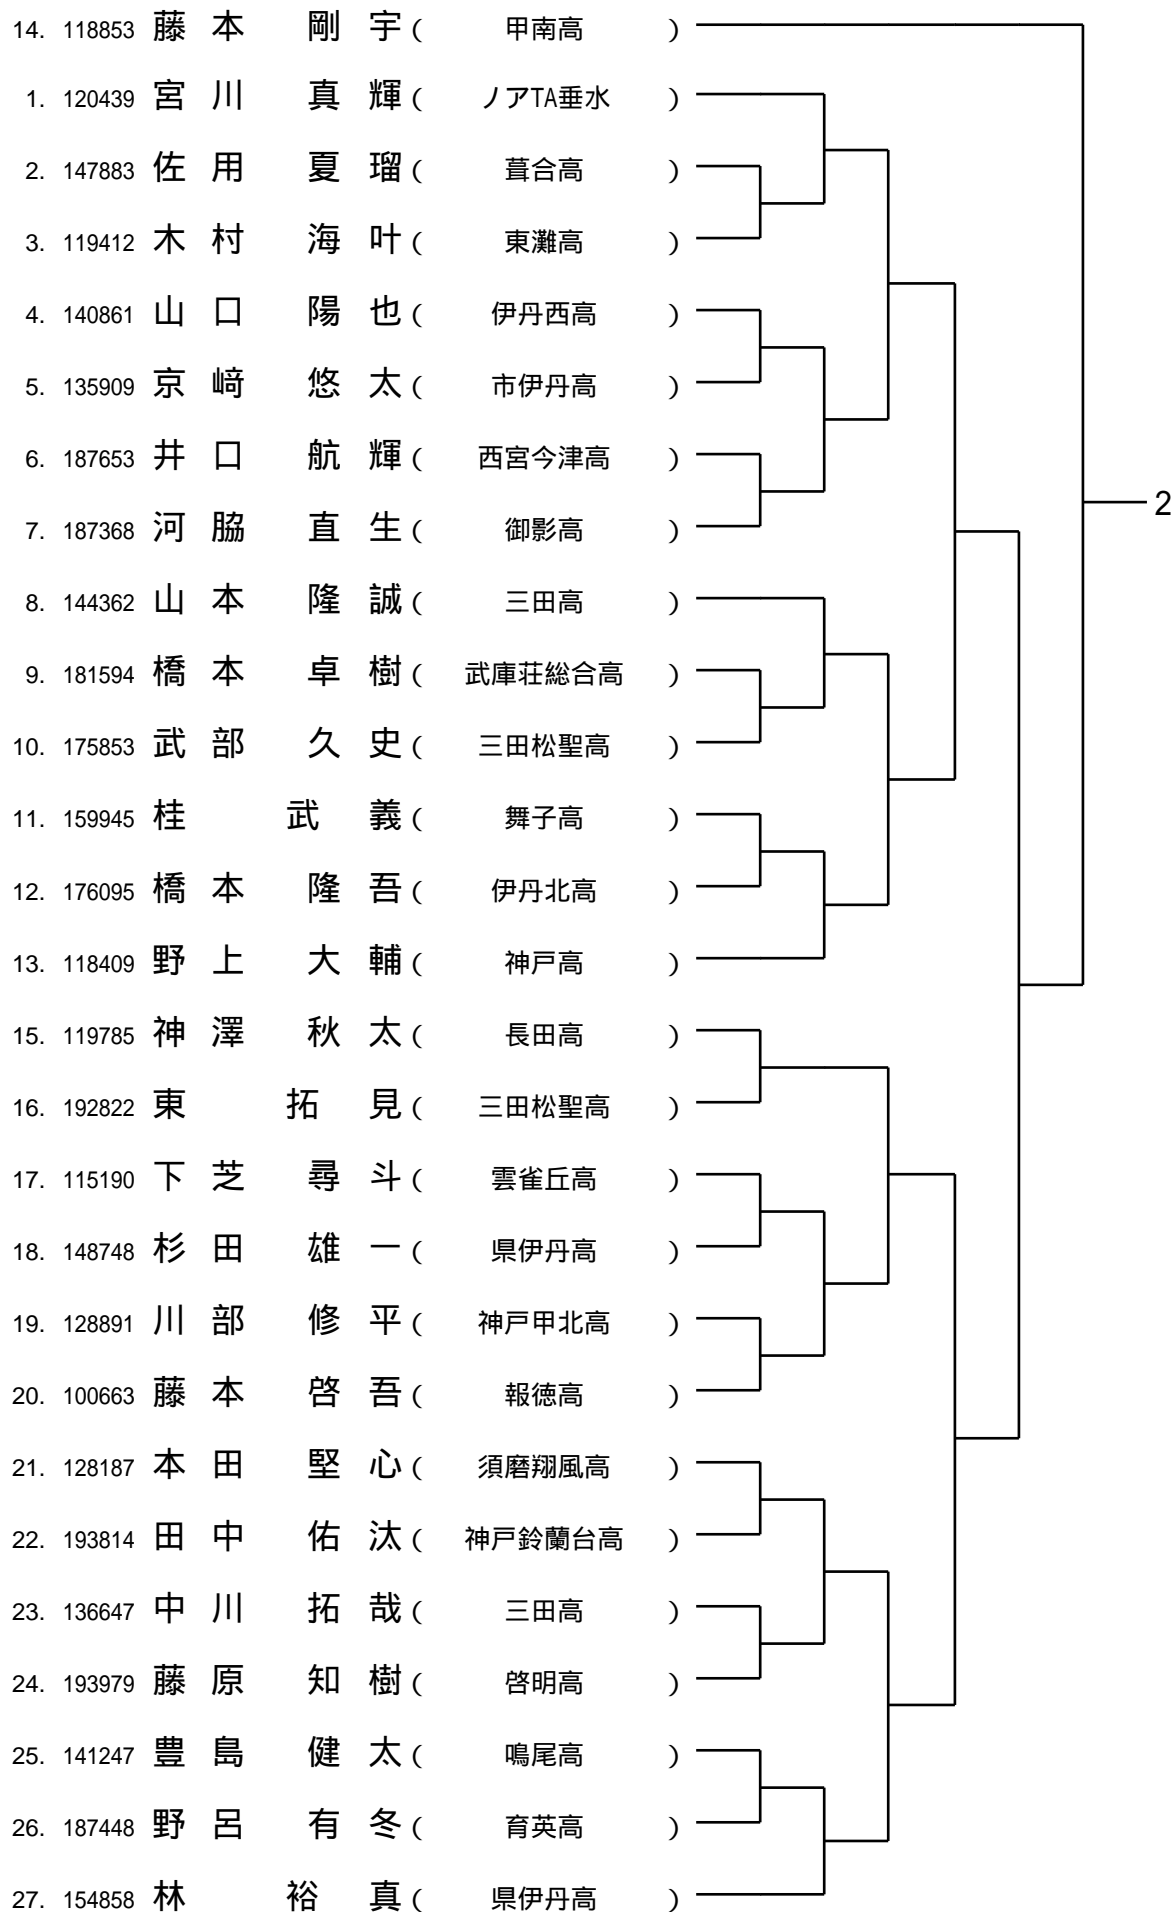 14. 118853 藤本 剛宇 ( 甲南高 )
1. 120439 宮川 真輝 ( ノアTA垂水 )
2. 147883 佐用 夏瑠 ( 葺合高 )
3. 119412 木村 海叶 ( 東灘高 )
4. 140861 山口 陽也 ( 伊丹西高 )
5. 135909 京﨑 悠太 ( 市伊丹高 )
6. 187653 井口 航輝 ( 西宮今津高 )
7. 187368 河脇 直生 ( 御影高 )
2
8. 144362 山本 隆誠 ( 三田高 )
9. 181594 橋本 卓樹 ( 武庫荘総合高 )
10. 175853 武部 久史 ( 三田松聖高 )
11. 159945 桂 武義 ( 舞子高 )
12. 176095 橋本 隆吾 ( 伊丹北高 )
13. 118409 野上 大輔 ( 神戸高 )
15. 119785 神澤 秋太 ( 長田高 )
16. 192822 東 拓見 ( 三田松聖高 )
17. 115190 下芝 尋斗 ( 雲雀丘高 )
18. 148748 杉田 雄一 ( 県伊丹高 )
19. 128891 川部 修平 ( 神戸甲北高 )
20. 100663 藤本 啓吾 ( 報徳高 )
21. 128187 本田 堅心 ( 須磨翔風高 )
22. 193814 田中 佑汰 ( 神戸鈴蘭台高 )
23. 136647 中川 拓哉 ( 三田高 )
24. 193979 藤原 知樹 ( 啓明高 )
25. 141247 豊島 健太 ( 鳴尾高 )
26. 187448 野呂 有冬 ( 育英高 )
27. 154858 林 裕真 ( 県伊丹高 )